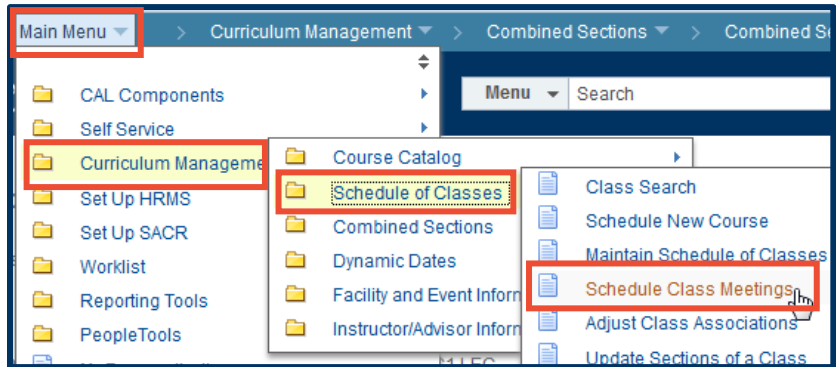 Main Menu > Curriculum Management > Combined Sections > Combined
Menu Search
CAL Components
Self Service
Curriculum Manageme
Set Up HRMS
Set Up SACR
Worklist
Reporting Tools
PeopleTools
Course Catalog
Schedule of Classes
Combined Sections
Dynamic Dates
Facility and Event Inforn
Instructor/Advisor Inforn
Class Search
Schedule New Course
Maintain Schedule of Classes
Schedule Class Meetings
Adjust Class Associations
Update Sections of a Class